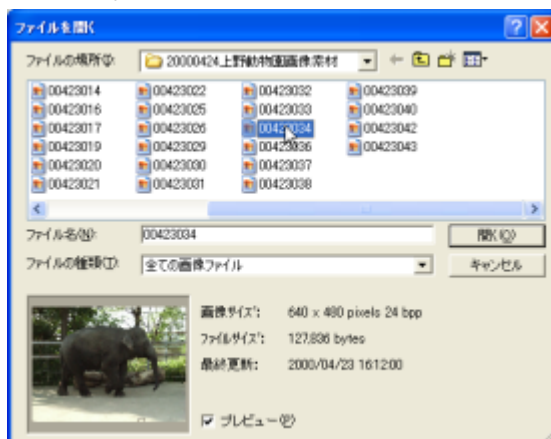 ファイルを開く
ファイルの場所(I):
20000424上野動物園画像素材
00423014
00423016
00423017
00423019
00423020
00423021
00423022
00423025
00423026
00423029
00423030
00423031
00423032
00423033
00423034
00423036
00423037
00423038
00423039
00423040
00423042
00423043
ファイル名(N): 00423034 開く(O)
ファイルの種類(T): 全ての画像ファイル キャンセル
画像サイズ: 640 × 480 pixels 24 bpp
ファイルサイズ: 127,836 bytes
最終更新: 2000/04/23 16:12:00
プレビュー(P)